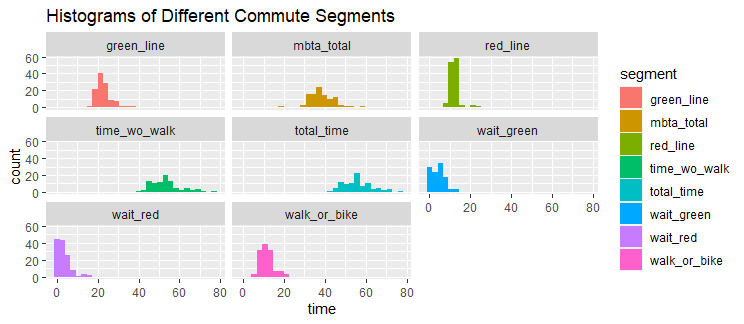 Histograms of Different Commute Segments
green_line mbta_total red_line
60
40
20
0
time_wo_walk total_time wait_green
60
40
20
0
0 20 40 60 80
wait_red walk_or_bike
60
40
20
0
0 20 40 60 80 0 20 40 60 80
count
time
segment
green_line
mbta_total
red_line
time_wo_walk
total_time
wait_green
wait_red
walk_or_bike